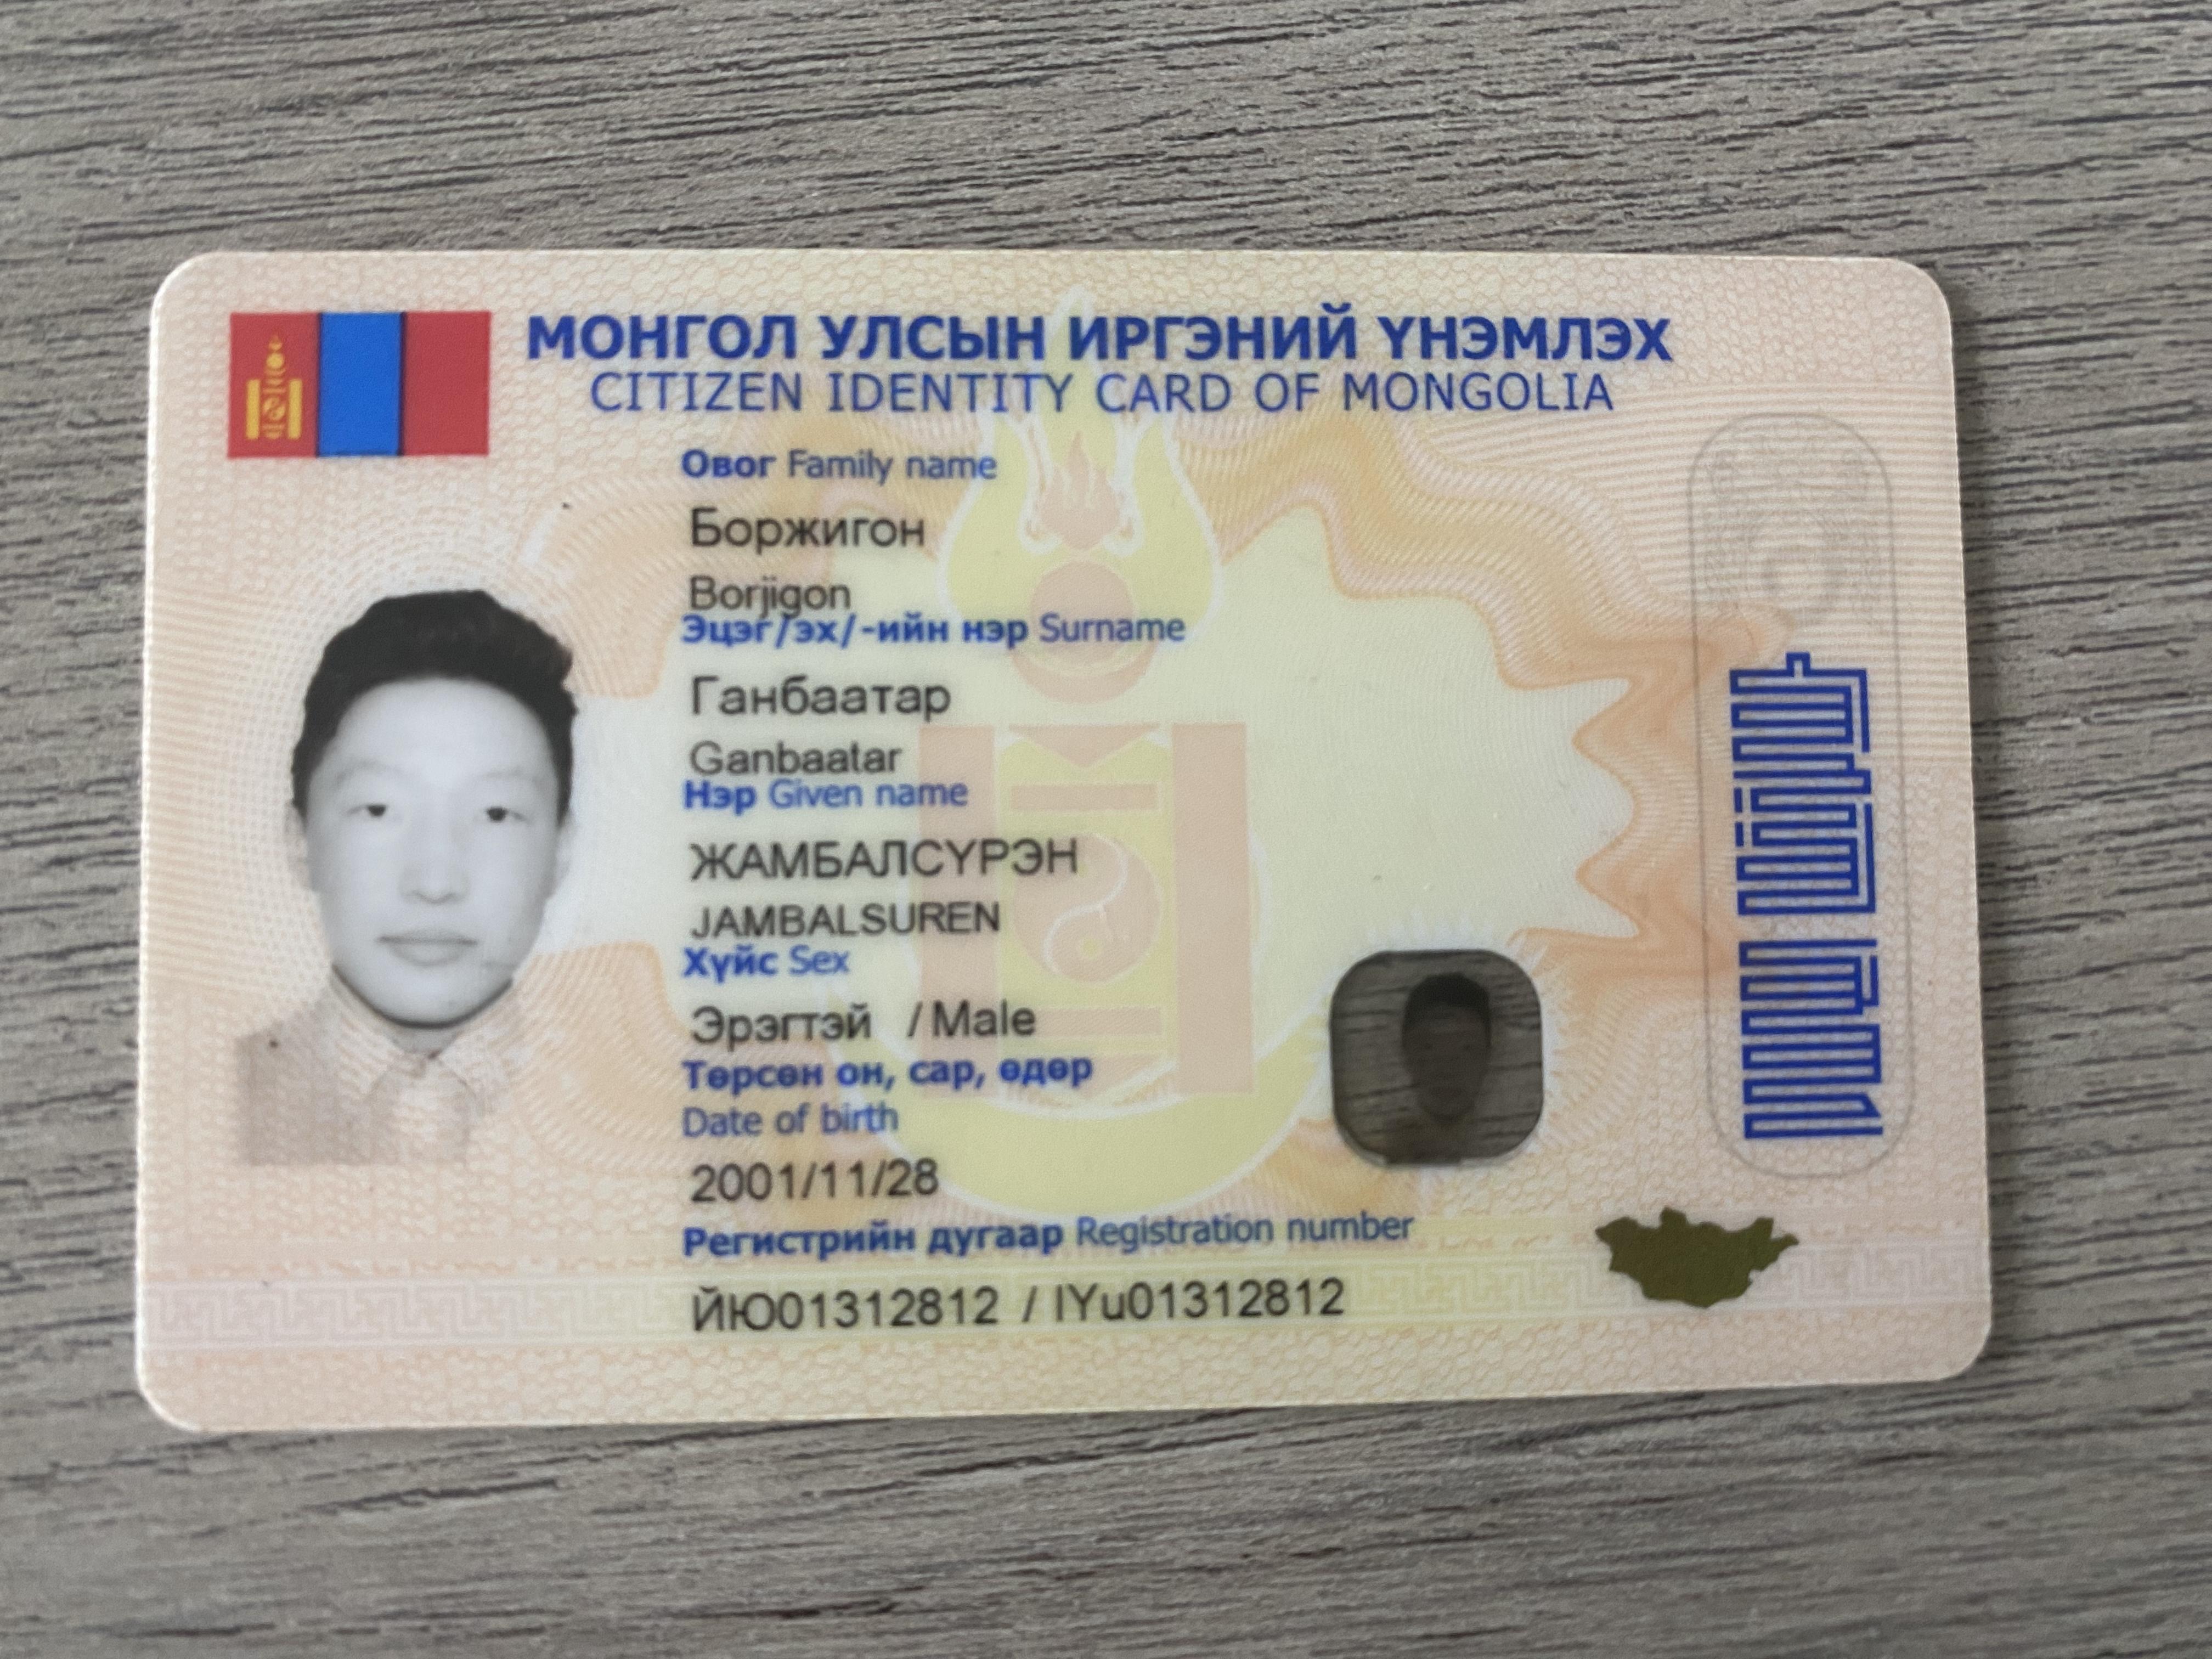 МОНГОЛ УЛСЫН ИРГЭНИЙ ҮНЭМЛЭХ
CITIZEN IDENTITY CARD OF MONGOLIA
Овог Family name
Боржигон
Borjigon
Эцэг/эх/-ийн нэр Surname
Ганбаатар
Ganbaatar
Нэр Given name
ЖАМБАЛСҮРЭН
JAMBALSUREN
Хүйс Sex
Эрэгтэй / Male
Төрсөн он, сар, өдөр
Date of birth
2001/11/28
Регистрийн дугаар Registration number
ЙЮ01312812 / IYu01312812